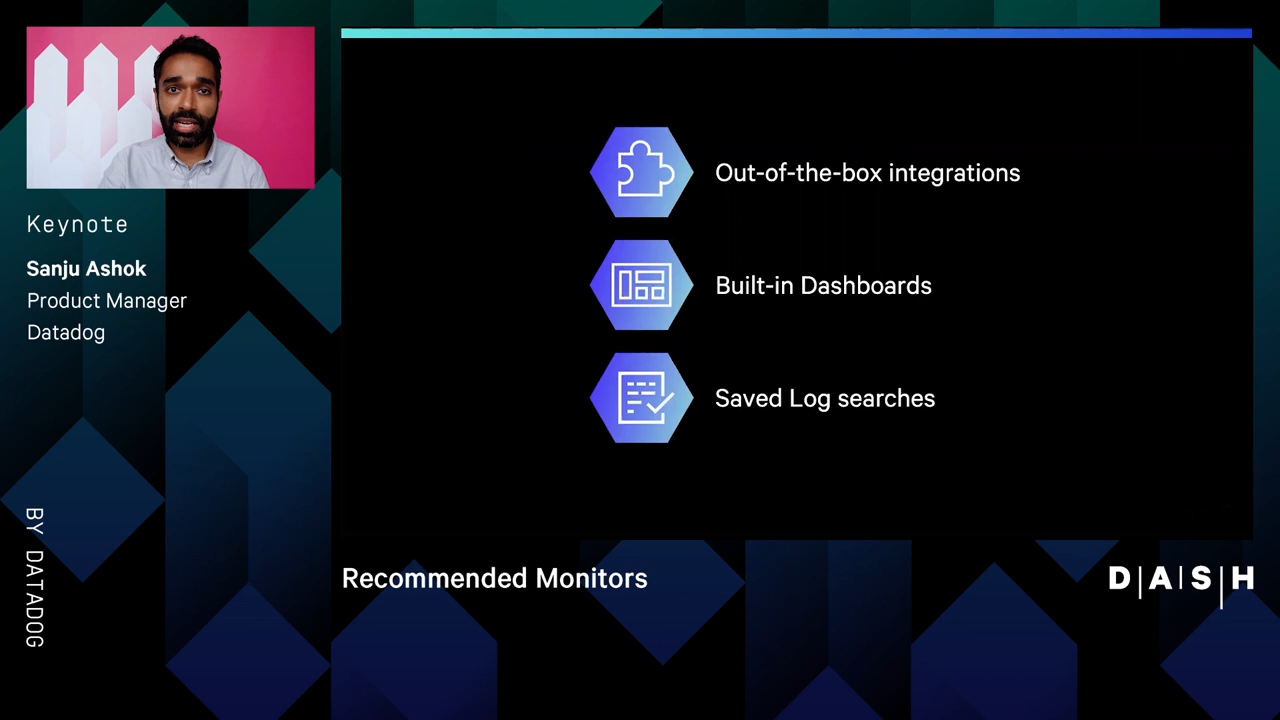 Keynote
Sanju Ashok
Product Manager
Datadog
BY DATADOG
Out-of-the-box integrations
Built-in Dashboards
Saved Log searches
Recommended Monitors
D|A|S|H